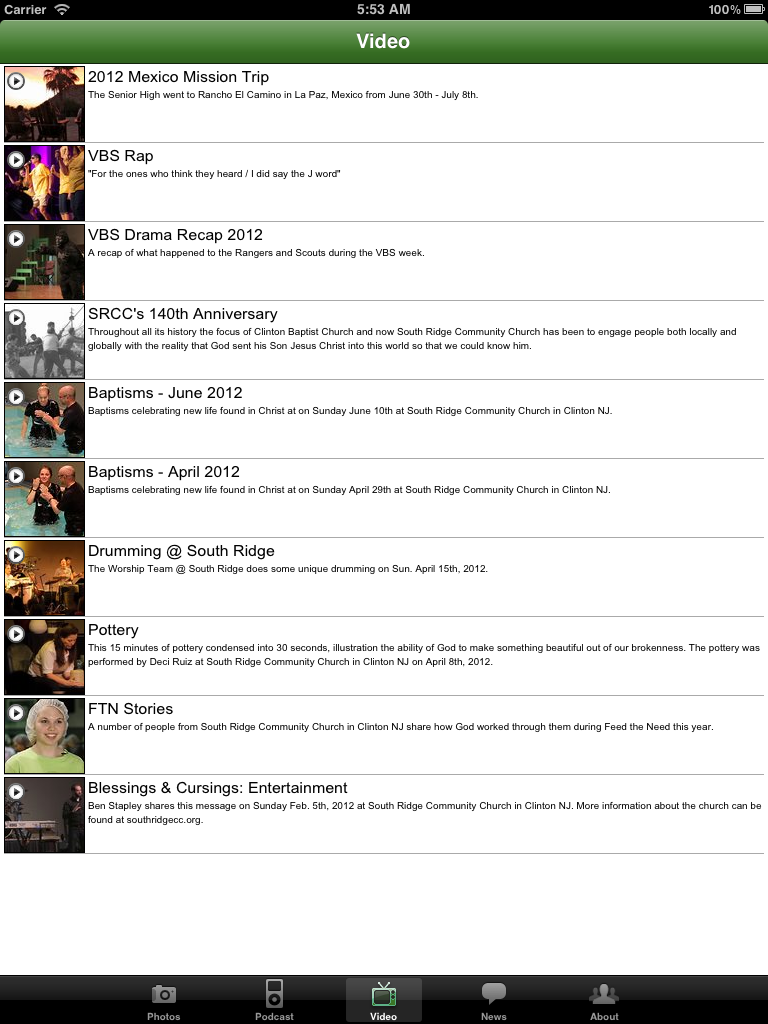 Carrier 5:53 AM 100%
Video
2012 Mexico Mission Trip
The Senior High went to Rancho El Camino in La Paz, Mexico from June 30th - July 8th.
VBS Rap
"For the ones who think they heard / I did say the J word"
VBS Drama Recap 2012
A recap of what happened to the Rangers and Scouts during the VBS week.
SRCC's 140th Anniversary
Throughout all its history the focus of Clinton Baptist Church and now South Ridge Community Church has been to engage people both locally and
globally with the reality that God sent his Son Jesus Christ into this world so that we could know him.
Baptisms - June 2012
Baptisms celebrating new life found in Christ at on Sunday June 10th at South Ridge Community Church in Clinton NJ.
Baptisms - April 2012
Baptisms celebrating new life found in Christ at on Sunday April 29th at South Ridge Community Church in Clinton NJ.
Drumming @ South Ridge
The Worship Team @ South Ridge does some unique drumming on Sun. April 15th, 2012.
Pottery
This 15 minutes of pottery condensed into 30 seconds, illustration the ability of God to make something beautiful out of our brokenness. The pottery was
performed by Deci Ruiz at South Ridge Community Church in Clinton NJ on April 8th, 2012.
FTN Stories
A number of people from South Ridge Community Church in Clinton NJ share how God worked through them during Feed the Need this year.
Blessings & Cursings: Entertainment
Ben Stapley shares this message on Sunday Feb. 5th, 2012 at South Ridge Community Church in Clinton NJ. More information about the church can be
found at southridgecc.org.
Photos Podcast Video News About